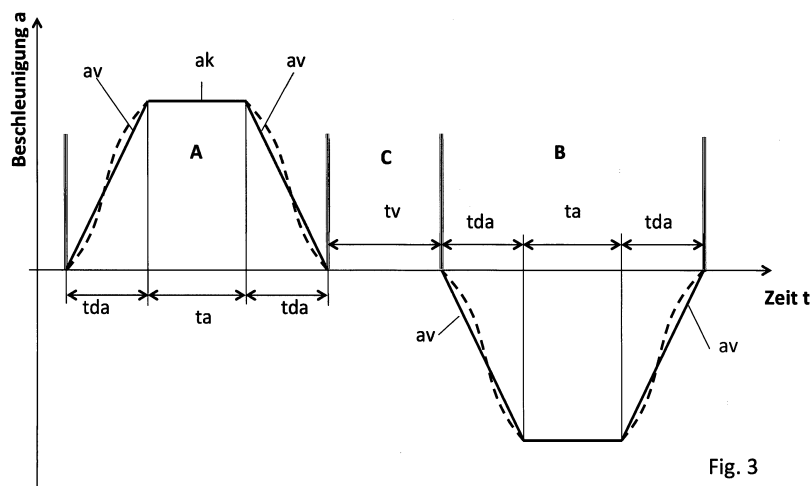 Beschleunigung a
av
ak
av
A
C
B
tv
tda
ta
tda
tda
ta
tda
Zeit t
av
av
Fig. 3